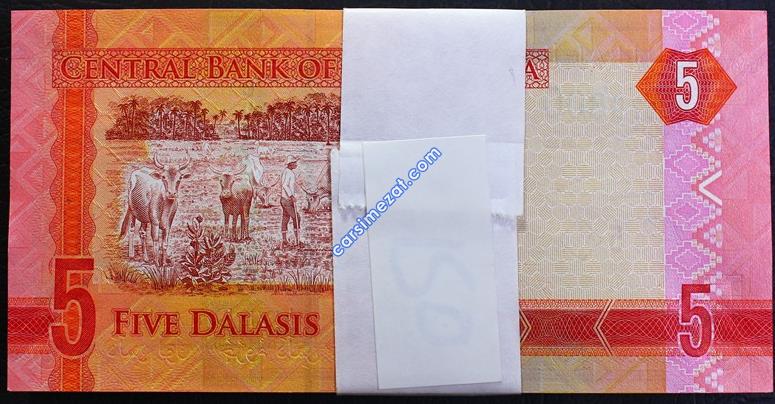 CENTRAL BANK OF A
5
carsimezat.com
5
FIVE DALASIS
5